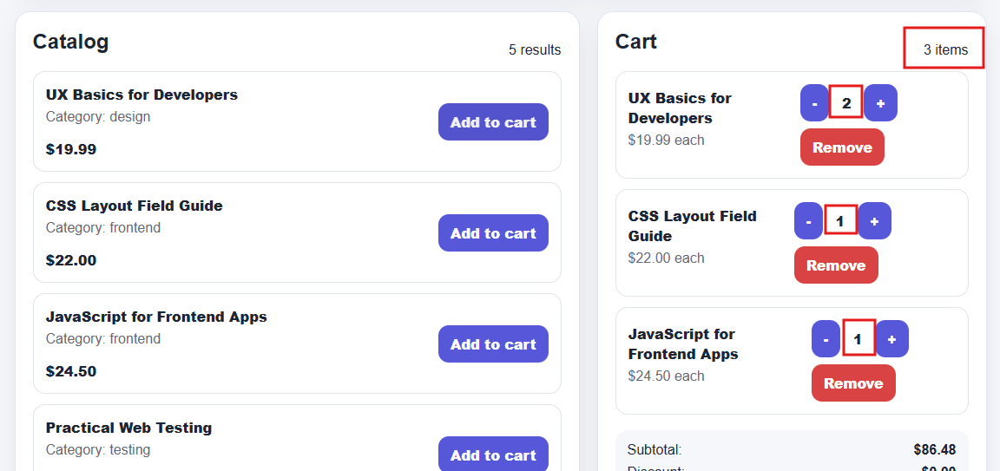 Catalog
5 results
UX Basics for Developers
Category: design
$19.99
Add to cart
CSS Layout Field Guide
Category: frontend
$22.00
Add to cart
JavaScript for Frontend Apps
Category: frontend
$24.50
Add to cart
Practical Web Testing
Category: testing
Add to cart
Cart
3 items
UX Basics for
Developers
$19.99 each
- 2 +
Remove
CSS Layout Field
Guide
$22.00 each
- 1 +
Remove
JavaScript for
Frontend Apps
$24.50 each
- 1 +
Remove
Subtotal: $86.48
Discount: $0.00